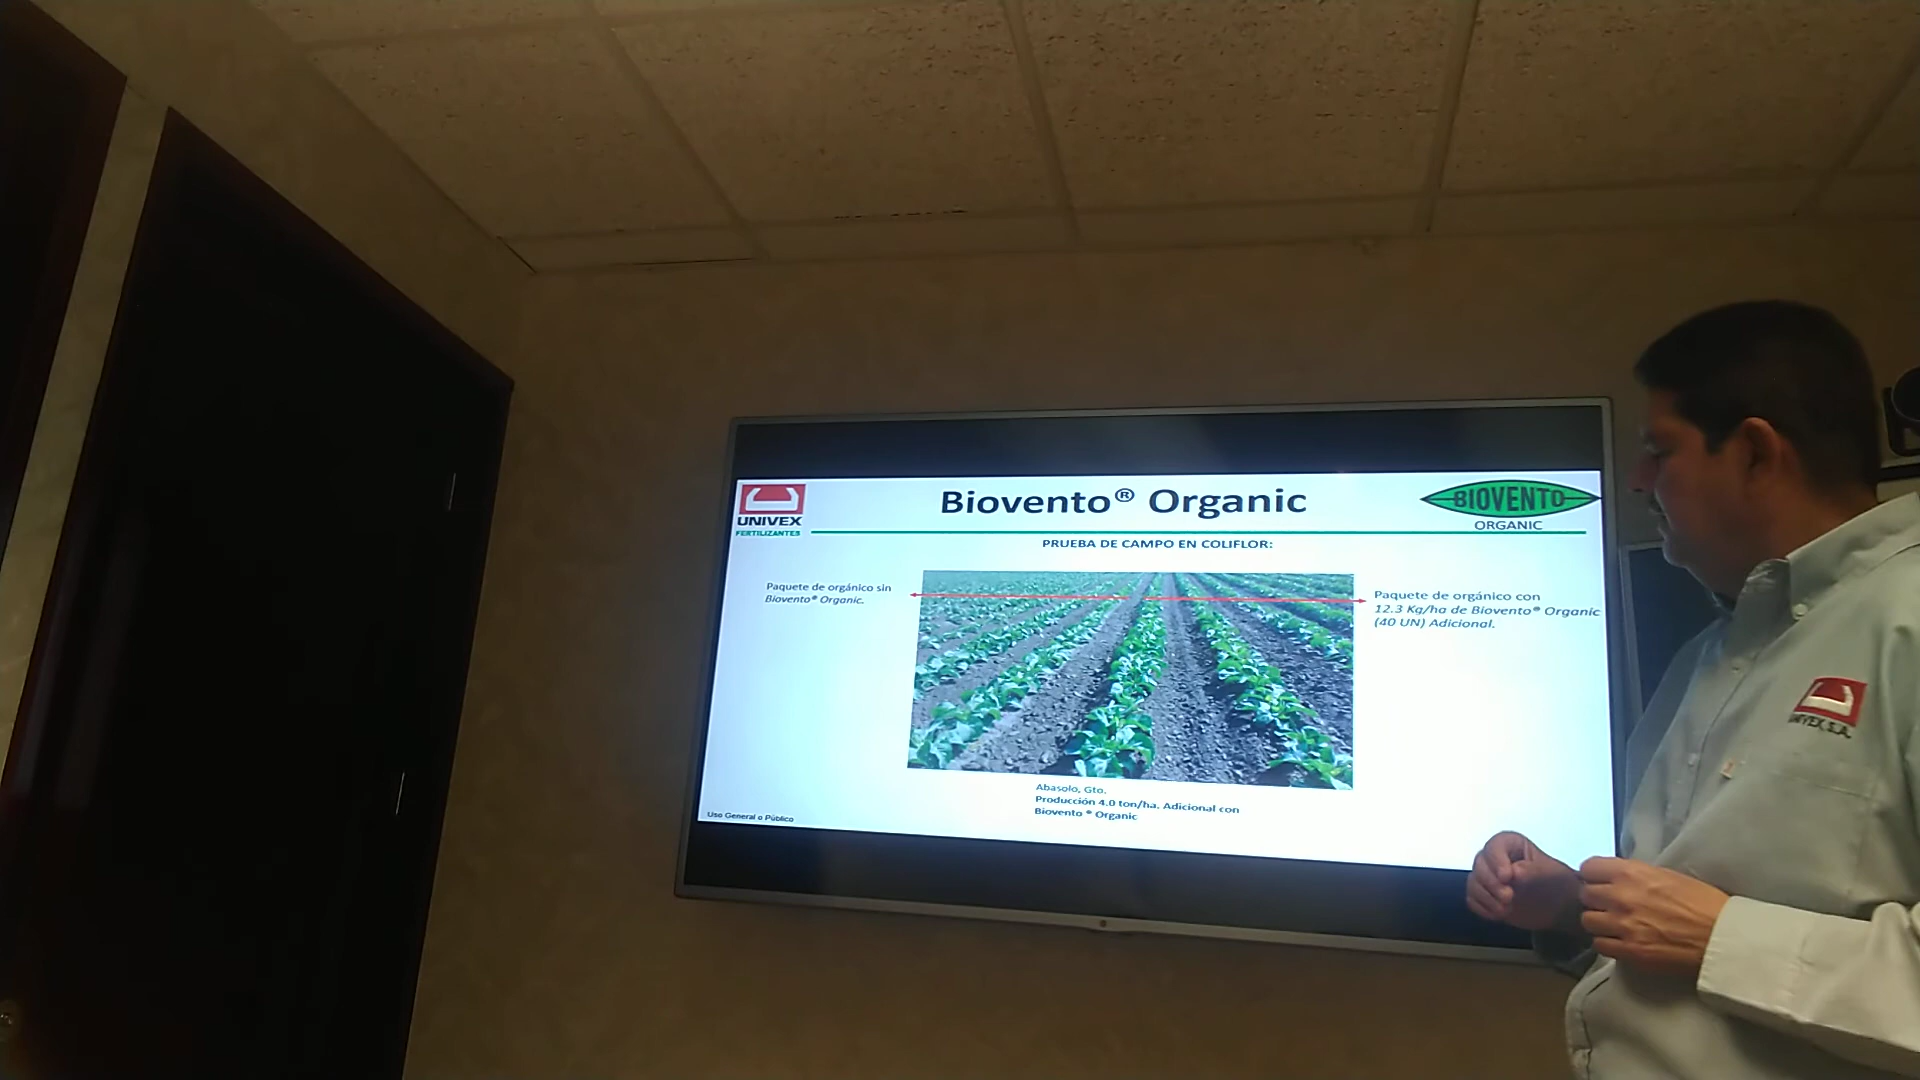 UNIVEX
FERTILIZANTES
Biovento® Organic
BIOVENTO
ORGANIC
PRUEBA DE CAMPO EN COLIFLOR:
Paquete de orgánico sin
Biovento® Organic.
Paquete de orgánico con
12.3 Kg/ha de Biovento® Organic
(40 UN) Adicional.
Abasolo, Gto.
Producción 4.0 ton/ha. Adicional con
Biovento ® Organic
Uso General o Público
UNIVEX, S.A.